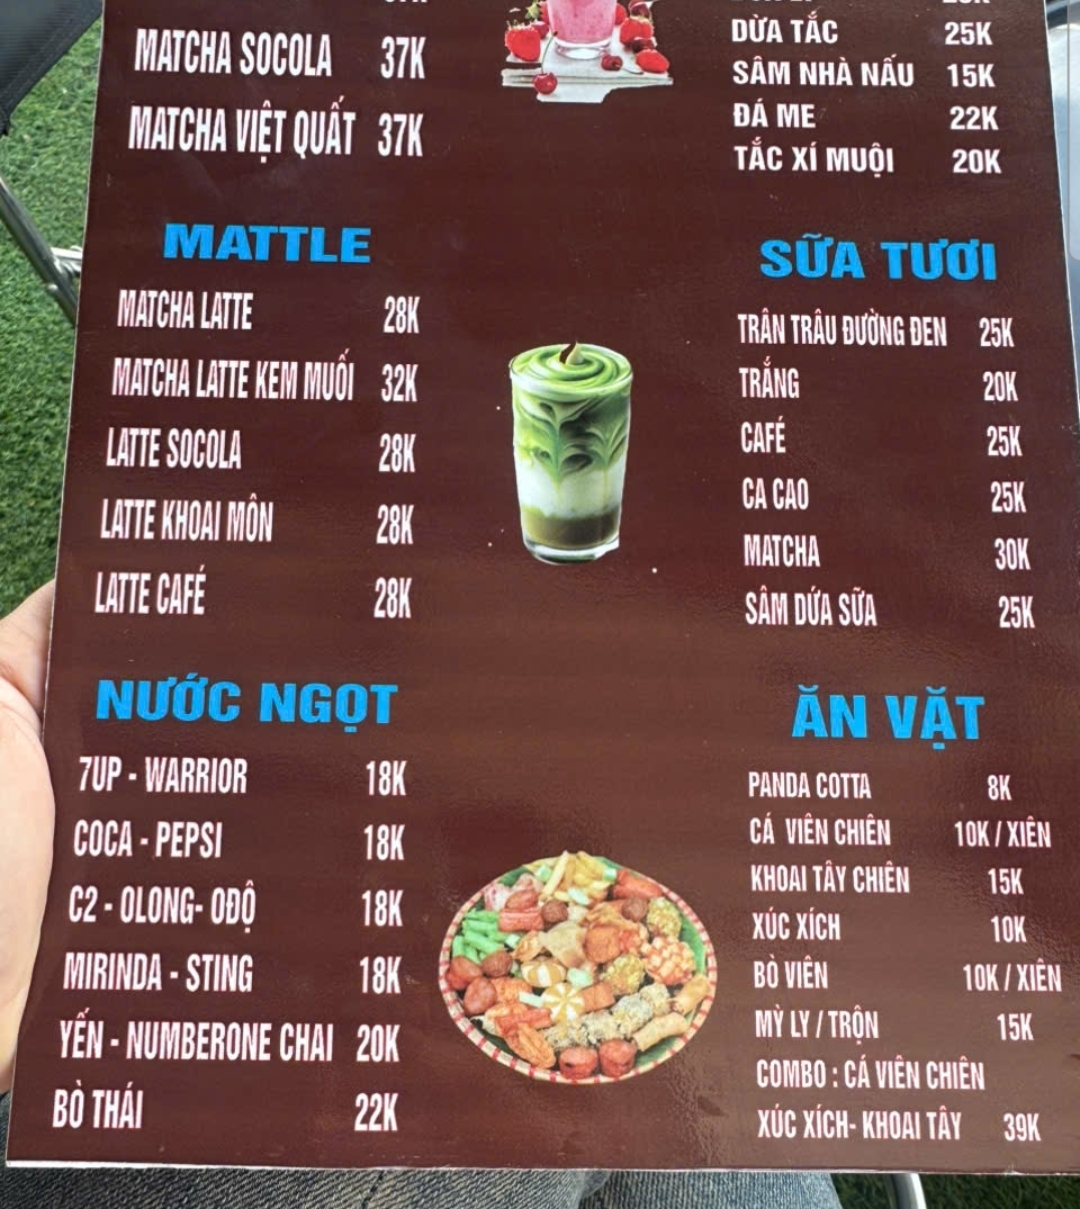 MATCHA SOCOLA 37K
MATCHA VIỆT QUẤT 37K
MATTLE
MATCHA LATTE 28K
MATCHA LATTE KEM MUỐI 32K
LATTE SOCOLA 28K
LATTE KHOAI MÔN 28K
LATTE CAFÉ 28K
NƯỚC NGỌT
7UP - WARRIOR 18K
COCA - PEPSI 18K
C2 - OLONG- OĐỘ 18K
MIRINDA - STING 18K
YẾN - NUMBERONE CHAI 20K
BÒ THÁI 22K
DỪA TẮC 25K
SÂM NHÀ NẤU 15K
ĐÁ ME 22K
TẮC XÍ MUỘI 20K
SỮA TƯƠI
TRÂN TRÂU ĐƯỜNG ĐEN 25K
TRẮNG 20K
CAFÉ 25K
CA CAO 25K
MATCHA 30K
SÂM DỨA SỮA 25K
ĂN VẶT
PANDA COTTA 8K
CÁ VIÊN CHIÊN 10K / XIÊN
KHOAI TÂY CHIÊN 15K
XÚC XÍCH 10K
BÒ VIÊN 10K / XIÊN
MỲ LY / TRỘN 15K
COMBO : CÁ VIÊN CHIÊN
XÚC XÍCH- KHOAI TÂY 39K